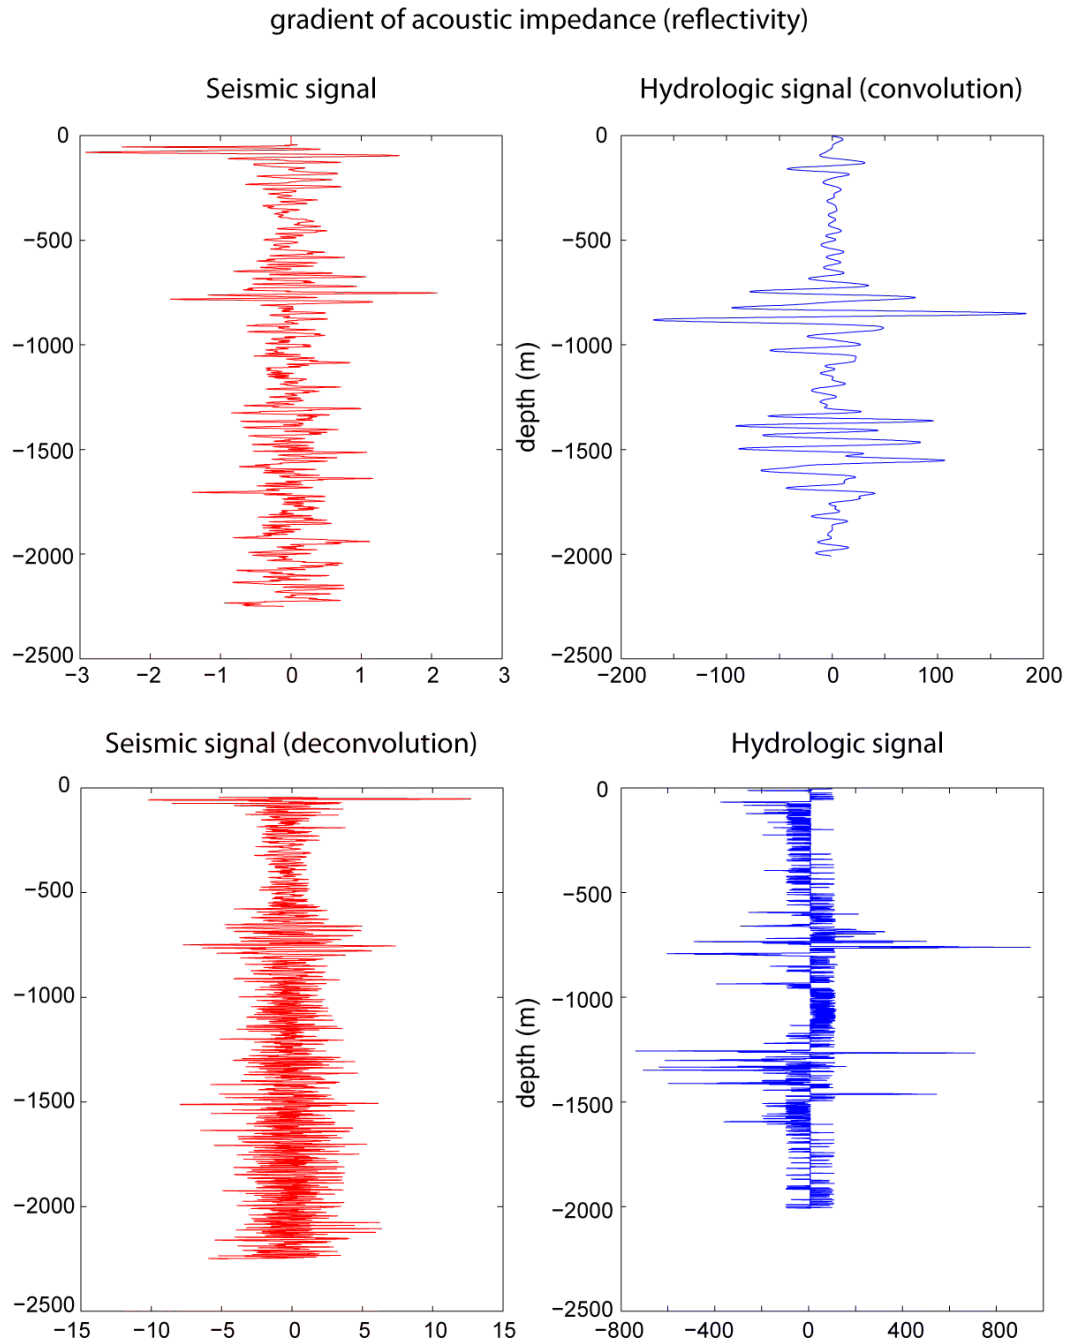 gradient of acoustic impedance (reflectivity)
Seismic signal
Hydrologic signal (convolution)
0
−500
−1000
−1500
−2000
−2500
−3 −2 −1 0 1 2 3
depth (m)
0
−500
−1000
−1500
−2000
−2500
−200 −100 0 100 200
Seismic signal (deconvolution)
Hydrologic signal
0
−500
−1000
−1500
−2000
−2500
−15 −10 −5 0 5 10 15
depth (m)
0
−500
−1000
−1500
−2000
−2500
−800 −400 0 400 800